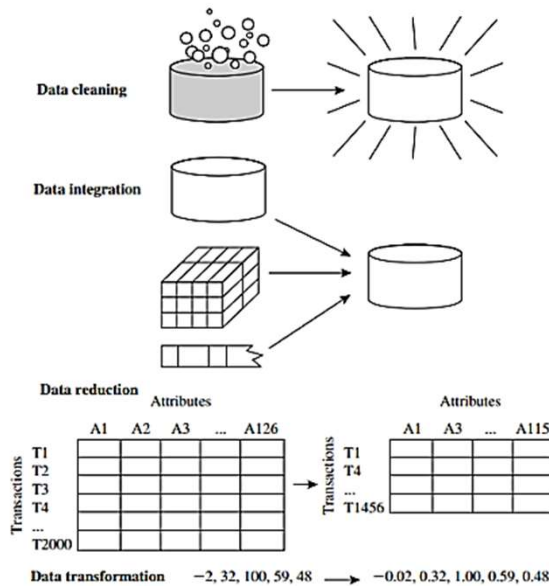 Data cleaning
Data integration
Data reduction
Attributes
A1 A2 A3 ... A126
Transactions
T1
T2
T3
T4
...
T2000
Attributes
A1 A3 ... A115
Transactions
T1
T4
...
T1456
Data transformation −2, 32, 100, 59, 48 −0.02, 0.32, 1.00, 0.59, 0.48